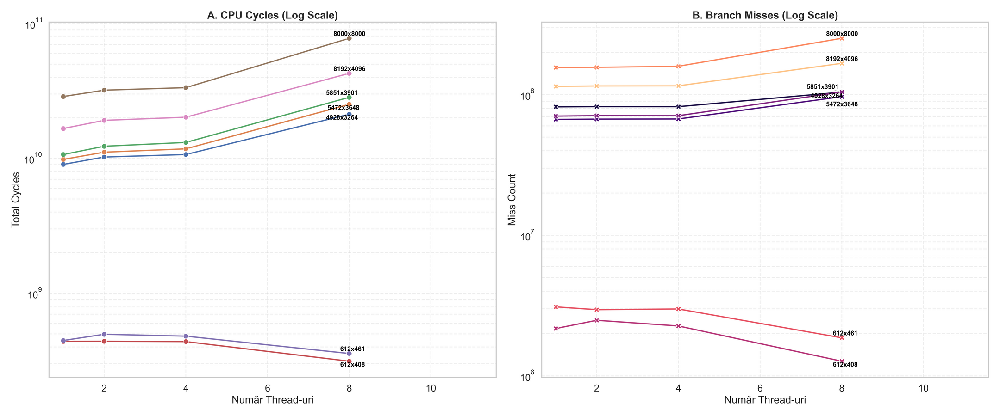 A. CPU Cycles (Log Scale)
10^11
10^10
10^9
Total Cycles
8000x8000
8192x4096
5851x3901
5472x3648
4928x3264
612x461
612x408
2 4 6 8 10
Număr Thread-uri
B. Branch Misses (Log Scale)
10^8
10^7
10^6
Miss Count
8000x8000
8192x4096
5851x3901
4928x3264
5472x3648
612x461
612x408
2 4 6 8 10
Număr Thread-uri